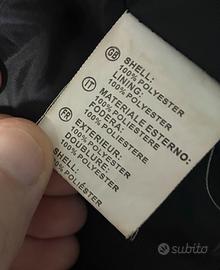 GB SHELL:
100% POLYESTER
LINING:
100% POLYESTER
IT MATERIALE ESTERNO:
100% POLIESTERE
FODERA:
100% POLIESTERE
FR EXTERIEUR:
100% POLYESTER
DOUBLURE:
100% POLYESTER
SHELL:
100% POLIÉSTER
subito